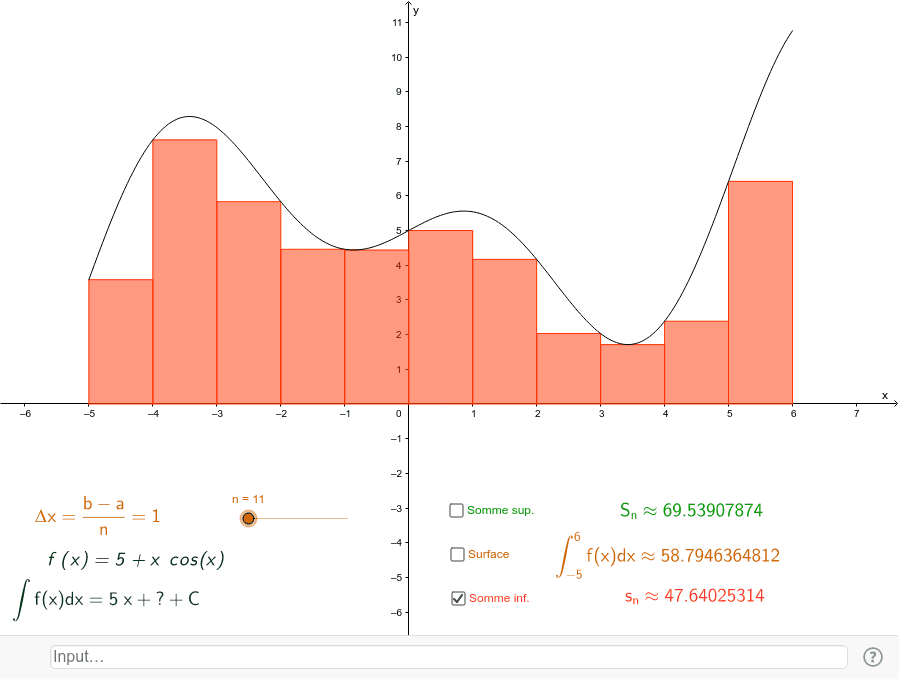 y
11
10
9
8
7
6
5
4
3
2
1
x
–6 –5 –4 –3 –2 –1 0 1 2 3 4 5 6 7
–1
–2
–3
–4
–5
–6
n = 11
Δx = b − a / n = 1
f (x) = 5 + x cos(x)
∫ f(x)dx = 5 x + ? + C
Somme sup. Sn ≈ 69.53907874
Surface ∫_{−5}^{6} f(x)dx ≈ 58.7946364812
Somme inf. sn ≈ 47.64025314
Input…
?